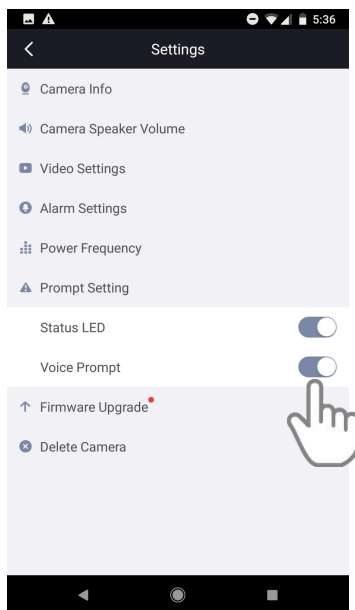 5:36
Settings
Camera Info
Camera Speaker Volume
Video Settings
Alarm Settings
Power Frequency
Prompt Setting
Status LED
Voice Prompt
Firmware Upgrade
Delete Camera